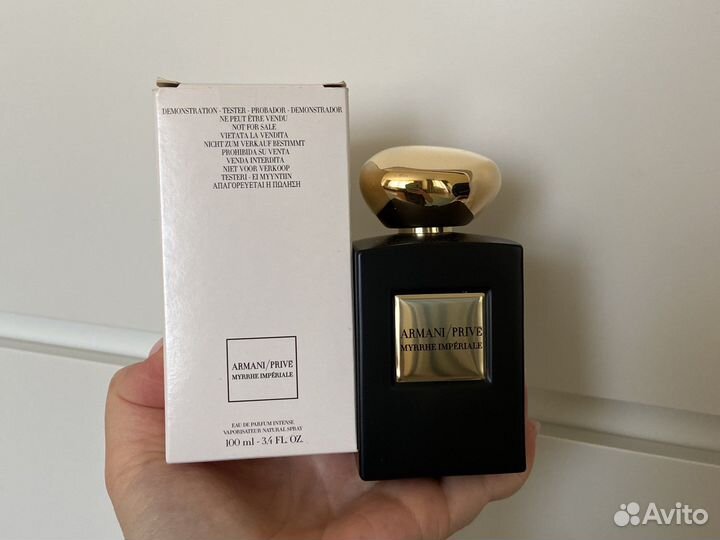 DEMONSTRATION - TESTER - PROBADOR - DEMONSTRADOR
NE PEUT ÊTRE VENDU
NOT FOR SALE
VIETATA LA VENDITA
NICHT ZUM VERKAUF BESTIMMT
PROHIBIDA SU VENTA
VENDA INTERDITA
NIET VOOR VERKOOP
TESTERI - EI MYYNTIIN
ΑΠΑΓΟΡΕΥΕΤΑΙ Η ΠΩΛΗΣΗ
ARMANI/PRIVÉ
MYRRHE IMPÉRIALE
EAU DE PARFUM INTENSE
VAPORISATEUR NATURAL SPRAY
100 ml - 3,4 FL. OZ.
ARMANI/PRIVÉ
MYRRHE IMPÉRIALE
Avito